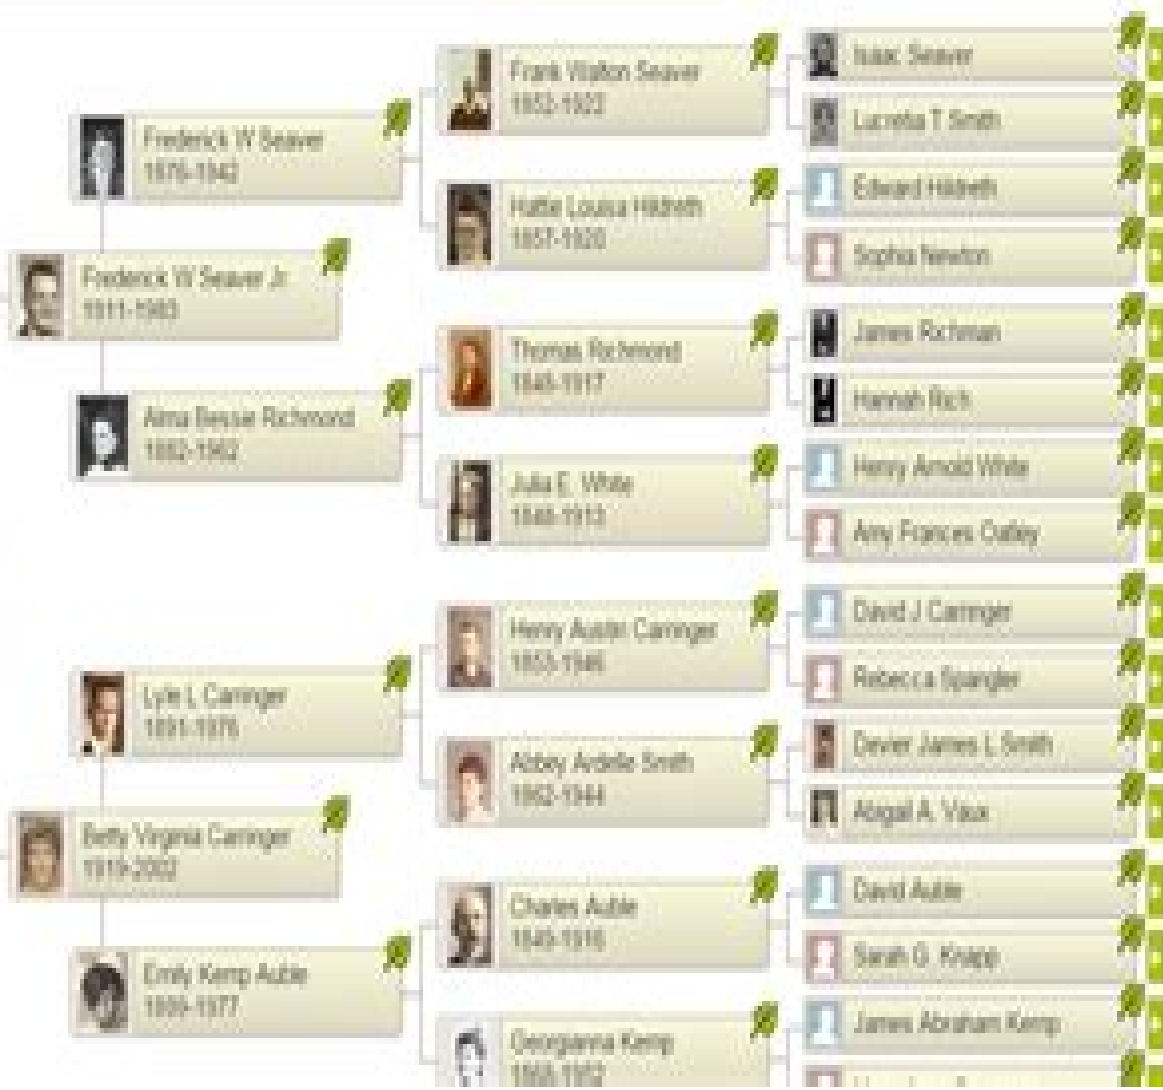 Frank Walton Seaver
1852-1922
Isaac Seaver
Lucretia T Smith
Frederick W Seaver
1876-1942
Hattie Louisa Hildreth
1857-1920
Edward Hildreth
Sophia Newton
Frederick W Seaver Jr
1911-1983
Thomas Richmond
1848-1917
James Richman
Hannah Rich
Alma Bessie Richmond
1882-1962
Julia E. White
1848-1913
Henry Arnold White
Amy Frances Oatley
Henry Austin Carringer
1853-1946
David J Carringer
Rebecca Spangler
Lyle L Carringer
1891-1976
Abbey Ardelle Smith
1862-1944
Devier James L Smith
Abigail A. Vaux
Betty Virginia Carringer
1919-2002
Charles Auble
1849-1916
David Auble
Sarah G. Knapp
Emily Kemp Auble
1899-1977
Georgianna Kemp
James Abraham Kemp